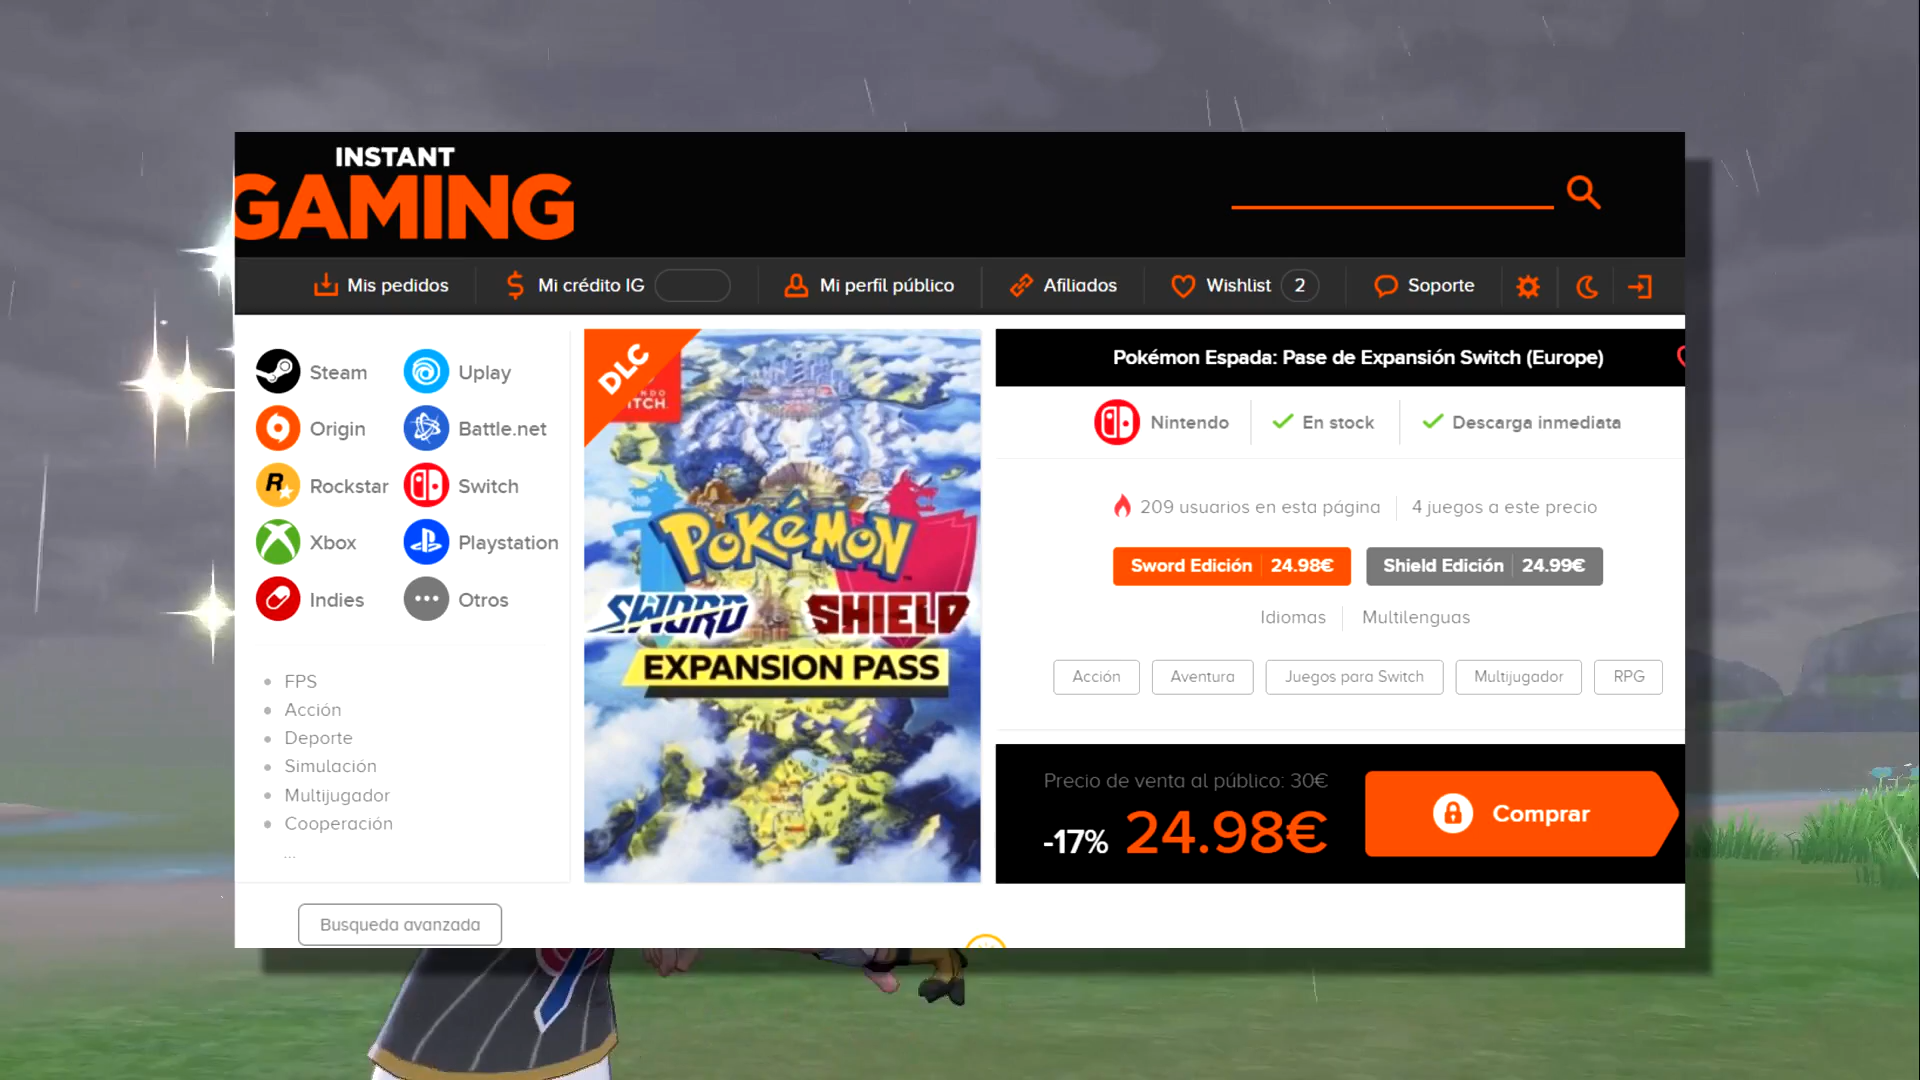 INSTANT
GAMING
Mis pedidos
Mi crédito IG
Mi perfil público
Afiliados
Wishlist 2
Soporte
Steam
Uplay
Origin
Battle.net
Rockstar
Switch
Xbox
Playstation
Indies
Otros
FPS
Acción
Deporte
Simulación
Multijugador
Cooperación
...
Busqueda avanzada
DLC
POKéMON
SWORD
SHIELD
EXPANSION PASS
Pokémon Espada: Pase de Expansión Switch (Europe)
Nintendo
En stock
Descarga inmediata
209 usuarios en esta página
4 juegos a este precio
Sword Edición 24.98€
Shield Edición 24.99€
Idiomas
Multilenguas
Acción
Aventura
Juegos para Switch
Multijugador
RPG
Precio de venta al público: 30€
-17% 24.98€
Comprar